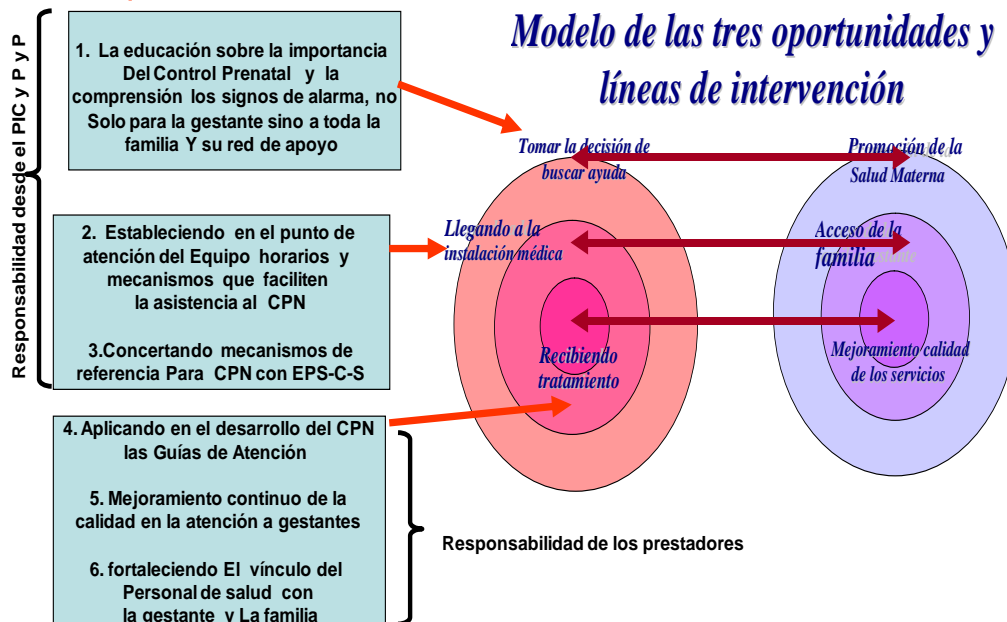 Modelo de las tres oportunidades y
líneas de intervención
Responsabilidad desde el PIC y P y P
1. La educación sobre la importancia
Del Control Prenatal y la
comprensión los signos de alarma, no
Solo para la gestante sino a toda la
familia Y su red de apoyo
2. Estableciendo en el punto de
atención del Equipo horarios y
mecanismos que faciliten
la asistencia al CPN
3.Concertando mecanismos de
referencia Para CPN con EPS-C-S
4. Aplicando en el desarrollo del CPN
las Guías de Atención
5. Mejoramiento continuo de la
calidad en la atención a gestantes
6. fortaleciendo El vínculo del
Personal de salud con
la gestante y La familia
Responsabilidad de los prestadores
Tomar la decisión de
buscar ayuda
Llegando a la
instalación médica
Recibiendo
tratamiento
Promoción de la
Salud Materna
Acceso de la
familia
Mejoramiento calidad
de los servicios